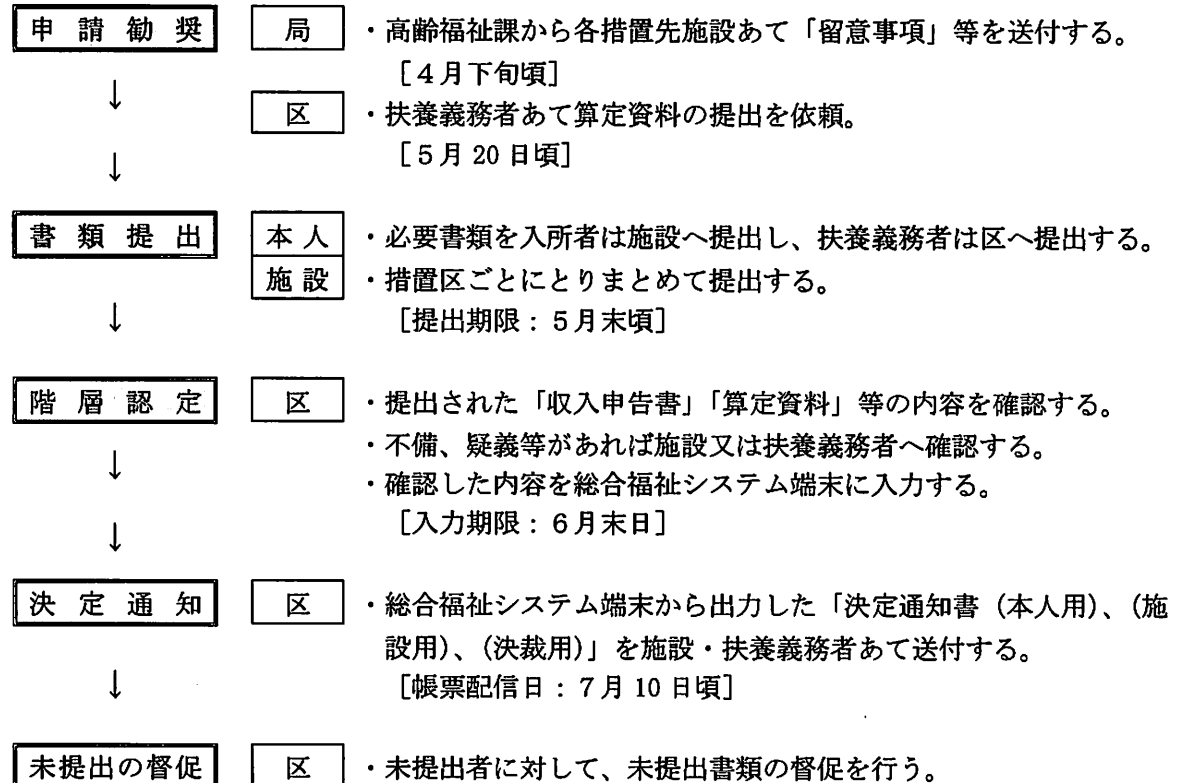 申請勧奨 局 ・高齢福祉課から各措置先施設あて「留意事項」等を送付する。
[4月下旬頃]
↓
区 ・扶養義務者あて算定資料の提出を依頼。
[5月20日頃]
↓
書類提出 本人 ・必要書類を入所者は施設へ提出し、扶養義務者は区へ提出する。
施設 ・措置区ごとにとりまとめて提出する。
↓ [提出期限：5月末頃]
階層認定 区 ・提出された「収入申告書」「算定資料」等の内容を確認する。
・不備、疑義等があれば施設又は扶養義務者へ確認する。
↓
・確認した内容を総合福祉システム端末に入力する。
[入力期限：6月末日]
↓
決定通知 区 ・総合福祉システム端末から出力した「決定通知書（本人用）、（施
設用）、（決裁用）」を施設・扶養義務者あて送付する。
↓ [帳票配信日：7月10日頃]
未提出の督促 区 ・未提出者に対して、未提出書類の督促を行う。